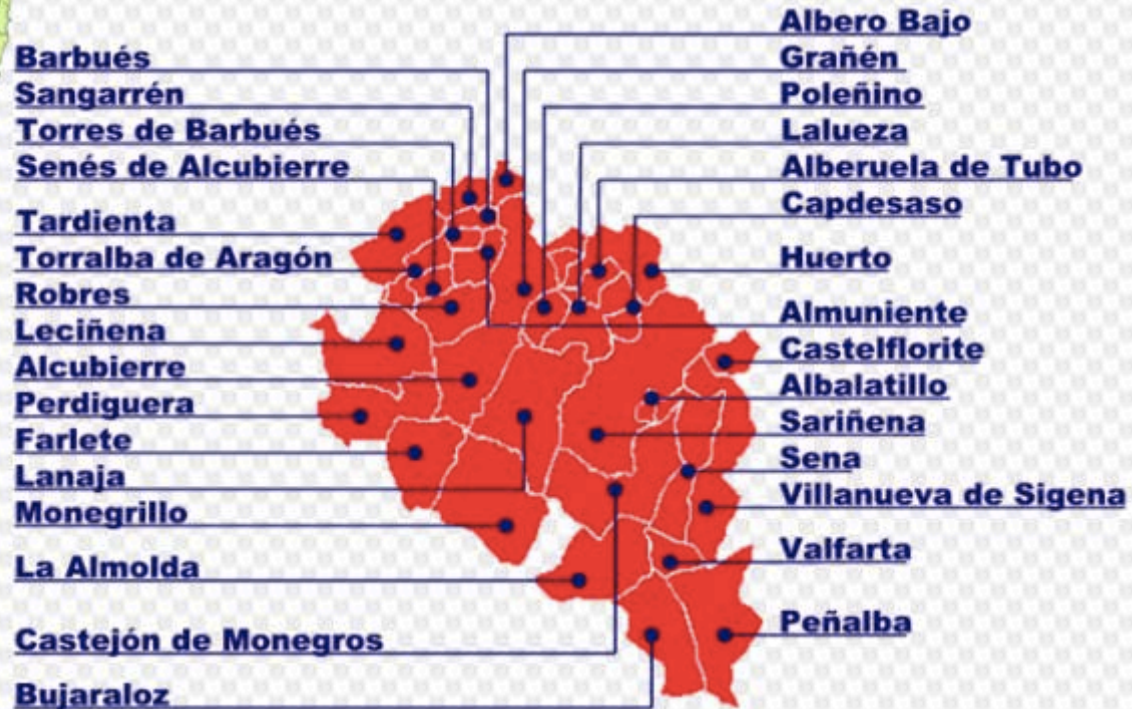 Barbués
Sangarrén
Torres de Barbués
Senés de Alcubierre
Tardienta
Torralba de Aragón
Robres
Leciñena
Alcubierre
Perdiguera
Farlete
Lanaja
Monegrillo
La Almolda
Castejón de Monegros
Bujaraloz
Albero Bajo
Grañén
Poleñino
Lalueza
Alberuela de Tubo
Capdesaso
Huerto
Almuniente
Castelflorite
Albalatillo
Sariñena
Sena
Villanueva de Sigena
Valfarta
Peñalba